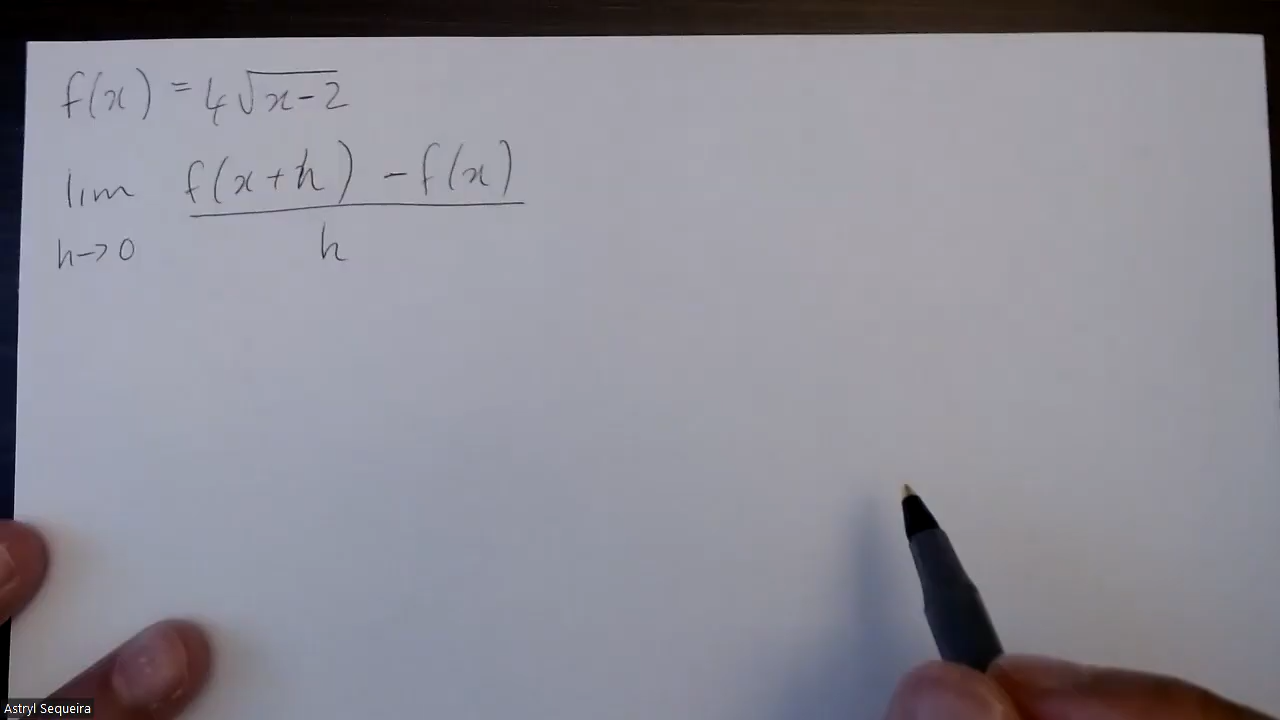 f(x) = 4√(x-2)
lim f(x+h) - f(x)
h→0 h
Astryl Sequeira